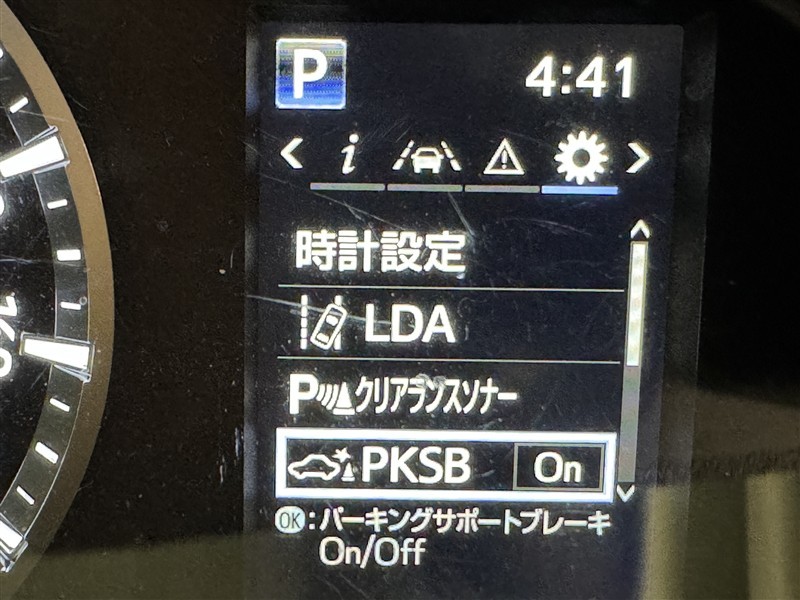 P 4:41
時計設定
LDA
P クリアランスソナー
PKSB On
OK:パーキングサポートブレーキ
On/Off